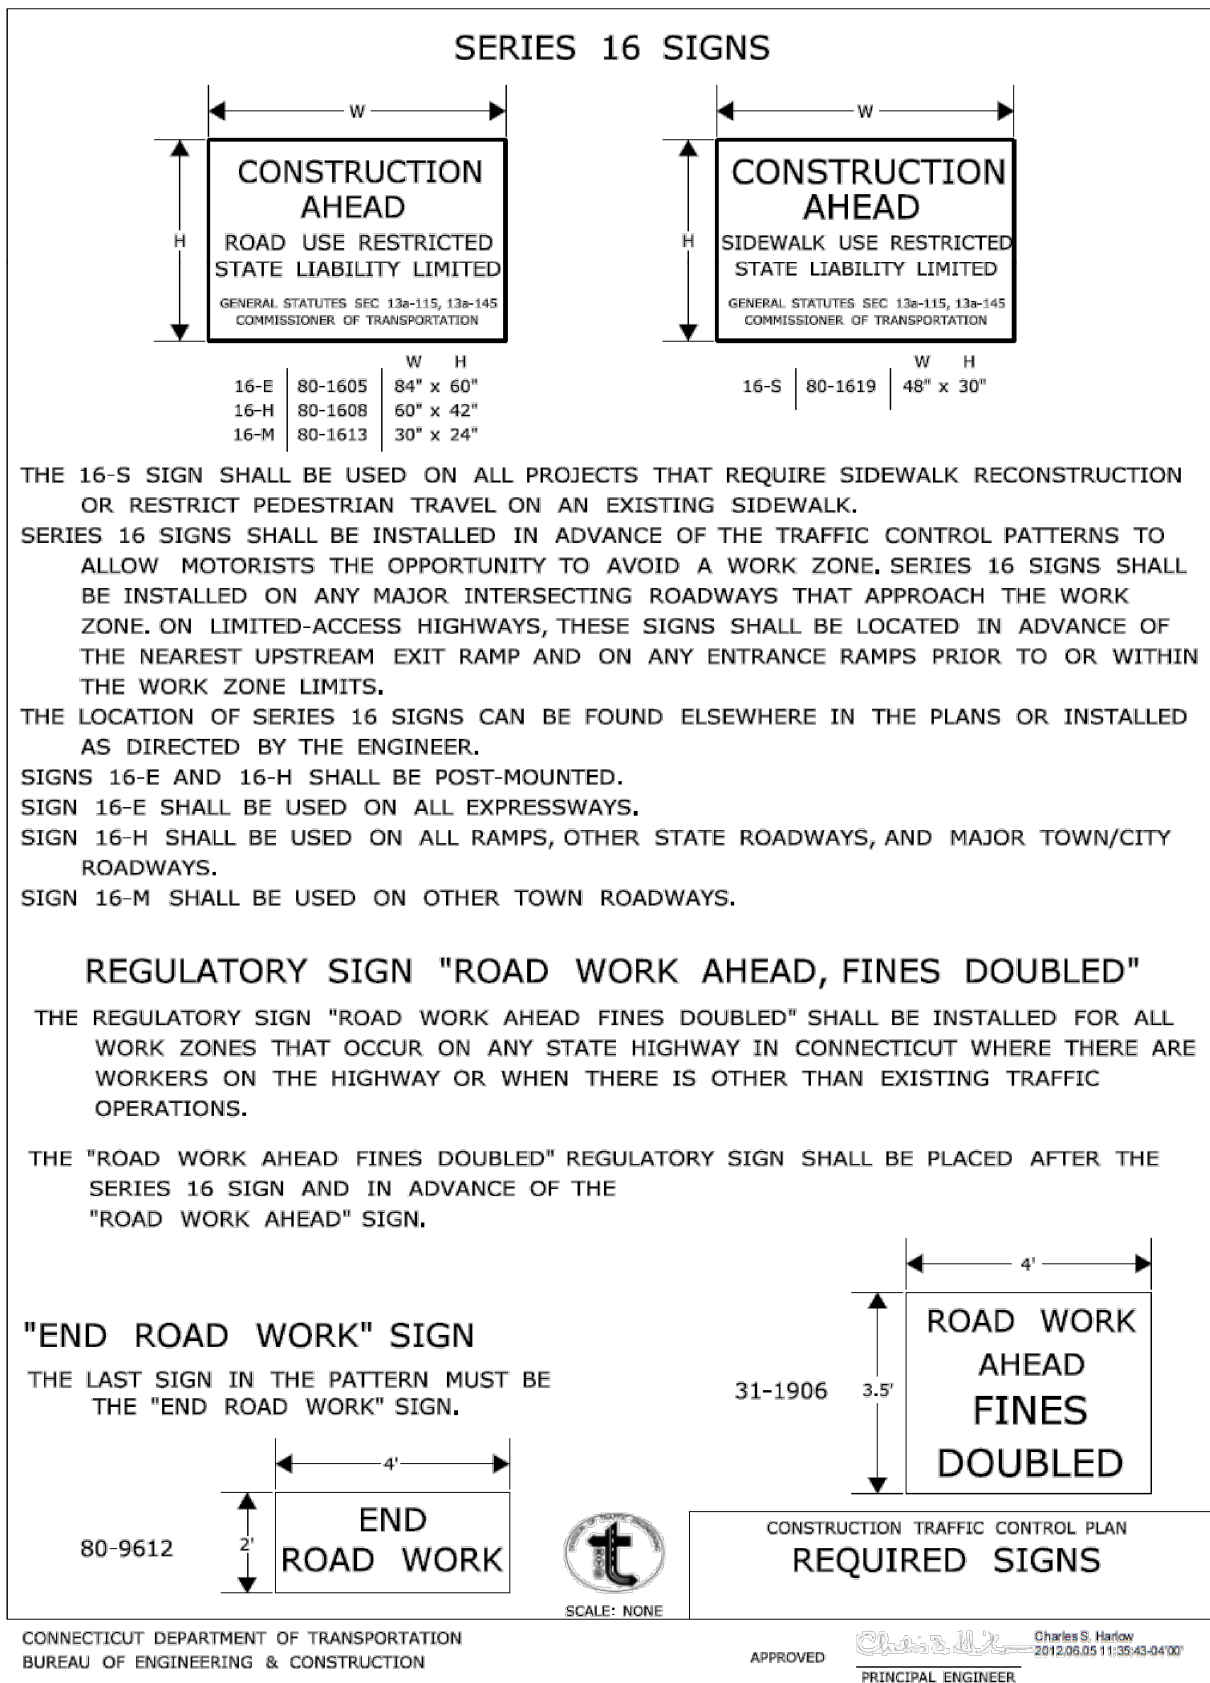 SERIES 16 SIGNS
W
H
CONSTRUCTION
AHEAD
ROAD USE RESTRICTED
STATE LIABILITY LIMITED
GENERAL STATUTES SEC 13a-115, 13a-145
COMMISSIONER OF TRANSPORTATION
W H
16-E 80-1605 84" x 60"
16-H 80-1608 60" x 42"
16-M 80-1613 30" x 24"
W
H
CONSTRUCTION
AHEAD
SIDEWALK USE RESTRICTED
STATE LIABILITY LIMITED
GENERAL STATUTES SEC 13a-115, 13a-145
COMMISSIONER OF TRANSPORTATION
W H
16-S 80-1619 48" x 30"
THE 16-S SIGN SHALL BE USED ON ALL PROJECTS THAT REQUIRE SIDEWALK RECONSTRUCTION
OR RESTRICT PEDESTRIAN TRAVEL ON AN EXISTING SIDEWALK.
SERIES 16 SIGNS SHALL BE INSTALLED IN ADVANCE OF THE TRAFFIC CONTROL PATTERNS TO
ALLOW MOTORISTS THE OPPORTUNITY TO AVOID A WORK ZONE. SERIES 16 SIGNS SHALL
BE INSTALLED ON ANY MAJOR INTERSECTING ROADWAYS THAT APPROACH THE WORK
ZONE. ON LIMITED-ACCESS HIGHWAYS, THESE SIGNS SHALL BE LOCATED IN ADVANCE OF
THE NEAREST UPSTREAM EXIT RAMP AND ON ANY ENTRANCE RAMPS PRIOR TO OR WITHIN
THE WORK ZONE LIMITS.
THE LOCATION OF SERIES 16 SIGNS CAN BE FOUND ELSEWHERE IN THE PLANS OR INSTALLED
AS DIRECTED BY THE ENGINEER.
SIGNS 16-E AND 16-H SHALL BE POST-MOUNTED.
SIGN 16-E SHALL BE USED ON ALL EXPRESSWAYS.
SIGN 16-H SHALL BE USED ON ALL RAMPS, OTHER STATE ROADWAYS, AND MAJOR TOWN/CITY
ROADWAYS.
SIGN 16-M SHALL BE USED ON OTHER TOWN ROADWAYS.
REGULATORY SIGN "ROAD WORK AHEAD, FINES DOUBLED"
THE REGULATORY SIGN "ROAD WORK AHEAD FINES DOUBLED" SHALL BE INSTALLED FOR ALL
WORK ZONES THAT OCCUR ON ANY STATE HIGHWAY IN CONNECTICUT WHERE THERE ARE
WORKERS ON THE HIGHWAY OR WHEN THERE IS OTHER THAN EXISTING TRAFFIC
OPERATIONS.
THE "ROAD WORK AHEAD FINES DOUBLED" REGULATORY SIGN SHALL BE PLACED AFTER THE
SERIES 16 SIGN AND IN ADVANCE OF THE
"ROAD WORK AHEAD" SIGN.
"END ROAD WORK" SIGN
THE LAST SIGN IN THE PATTERN MUST BE
THE "END ROAD WORK" SIGN.
4'
80-9612
2'
END
ROAD WORK
4'
31-1906
3.5'
ROAD WORK
AHEAD
FINES
DOUBLED
DIVISION OF TRAFFIC ENGINEERING
t
SCALE: NONE
CONSTRUCTION TRAFFIC CONTROL PLAN
REQUIRED SIGNS
CONNECTICUT DEPARTMENT OF TRANSPORTATION
BUREAU OF ENGINEERING & CONSTRUCTION
APPROVED
Charles S. Harlow
2012.06.05 11:35:43-04'00'
PRINCIPAL ENGINEER